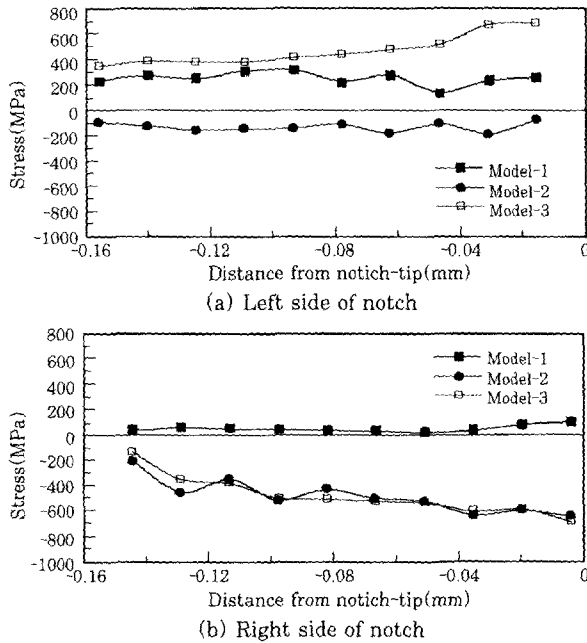 800
600
400
200
0
-200
-400
-600
-800
-1000
Stress(MPa)
Model-1
Model-2
Model-3
-0.16 -0.12 -0.08 -0.04 0
Distance from notich-tip(mm)
(a) Left side of notch
800
600
400
200
0
-200
-400
-600
-800
-1000
Stress(MPa)
Model-1
Model-2
Model-3
-0.16 -0.12 -0.08 -0.04 0
Distance from notich-tip(mm)
(b) Right side of notch